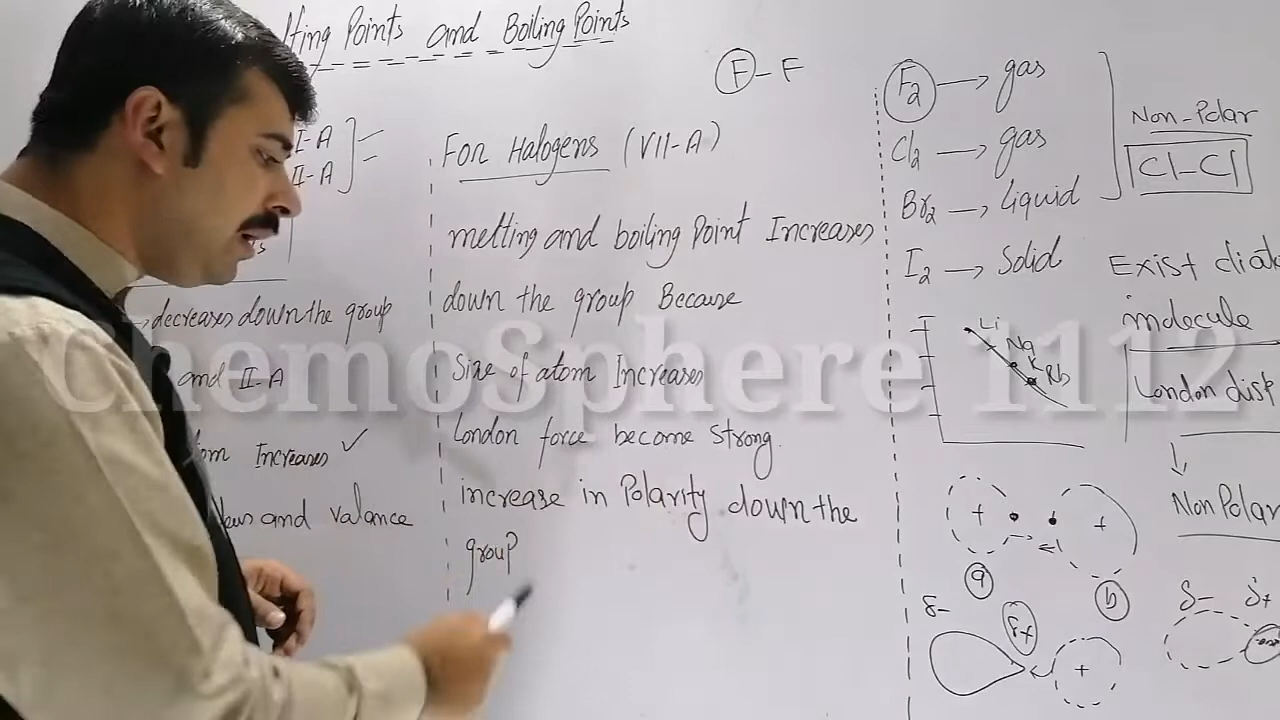 lting Points and Boiling Points
I-A
II-A
decreases down the group
and II-A
om Increases ✓
and Valance
For Halogens (VII-A)
melting and boiling Point Increases
down the group Because
Size of atom Increases
London force become Strong.
increase in Polarity down the
group
F-F
F₂ → gas
Cl₂ → gas
Br₂ → liquid
I₂ → Solid
Non-Polar
Cl-Cl
Exist diato
molecule
London disp
Non Polar
Li
Na
K
Rb
+ +
a b
δ- δ+
+
δ- δ+
ChemoSphere 1112